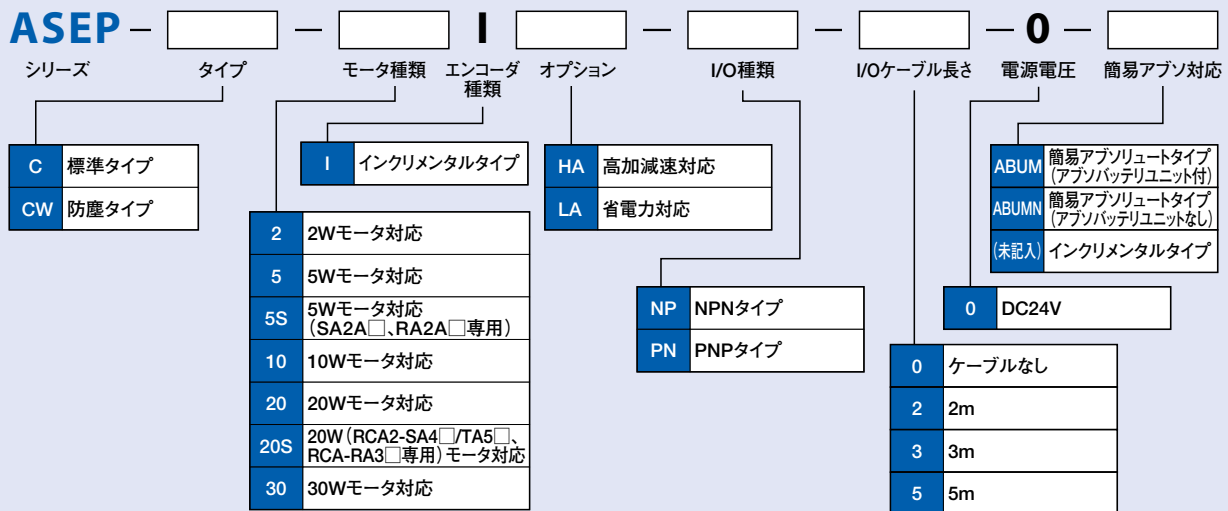 ASEP — — I — — — 0 —
シリーズ
タイプ
モータ種類
エンコーダ
種類
オプション
I/O種類
I/Oケーブル長さ
電源電圧
簡易アブソ対応
C 標準タイプ
CW 防塵タイプ
2 2Wモータ対応
5 5Wモータ対応
5S 5Wモータ対応
(SA2A□、RA2A□専用)
10 10Wモータ対応
20 20Wモータ対応
20S 20W(RCA2-SA4□/TA5□、
RCA-RA3□専用)モータ対応
30 30Wモータ対応
I インクリメンタルタイプ
HA 高加減速対応
LA 省電力対応
NP NPNタイプ
PN PNPタイプ
0 ケーブルなし
2 2m
3 3m
5 5m
0 DC24V
ABUM 簡易アブソリュートタイプ
(アブソバッテリユニット付)
ABUMN 簡易アブソリュートタイプ
(アブソバッテリユニットなし)
(未記入) インクリメンタルタイプ